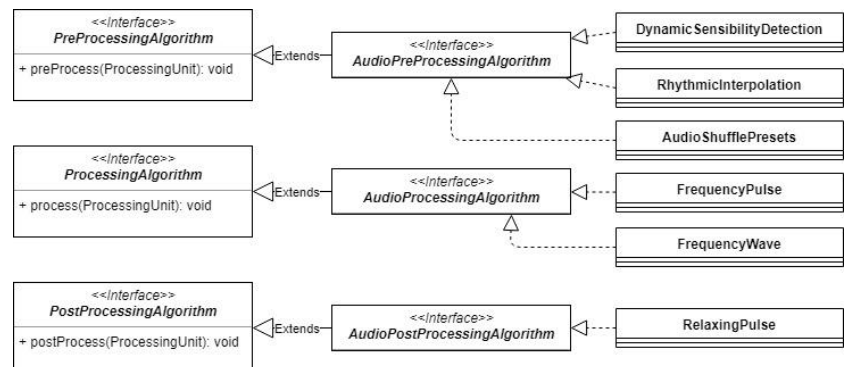 <<Interface>>
PreProcessingAlgorithm
+ preProcess(ProcessingUnit): void
Extends
<<Interface>>
AudioPreProcessingAlgorithm
DynamicSensibilityDetection
RhythmicInterpolation
AudioShufflePresets
<<Interface>>
ProcessingAlgorithm
+ process(ProcessingUnit): void
Extends
<<Interface>>
AudioProcessingAlgorithm
FrequencyPulse
FrequencyWave
<<Interface>>
PostProcessingAlgorithm
+ postProcess(ProcessingUnit): void
Extends
<<Interface>>
AudioPostProcessingAlgorithm
RelaxingPulse